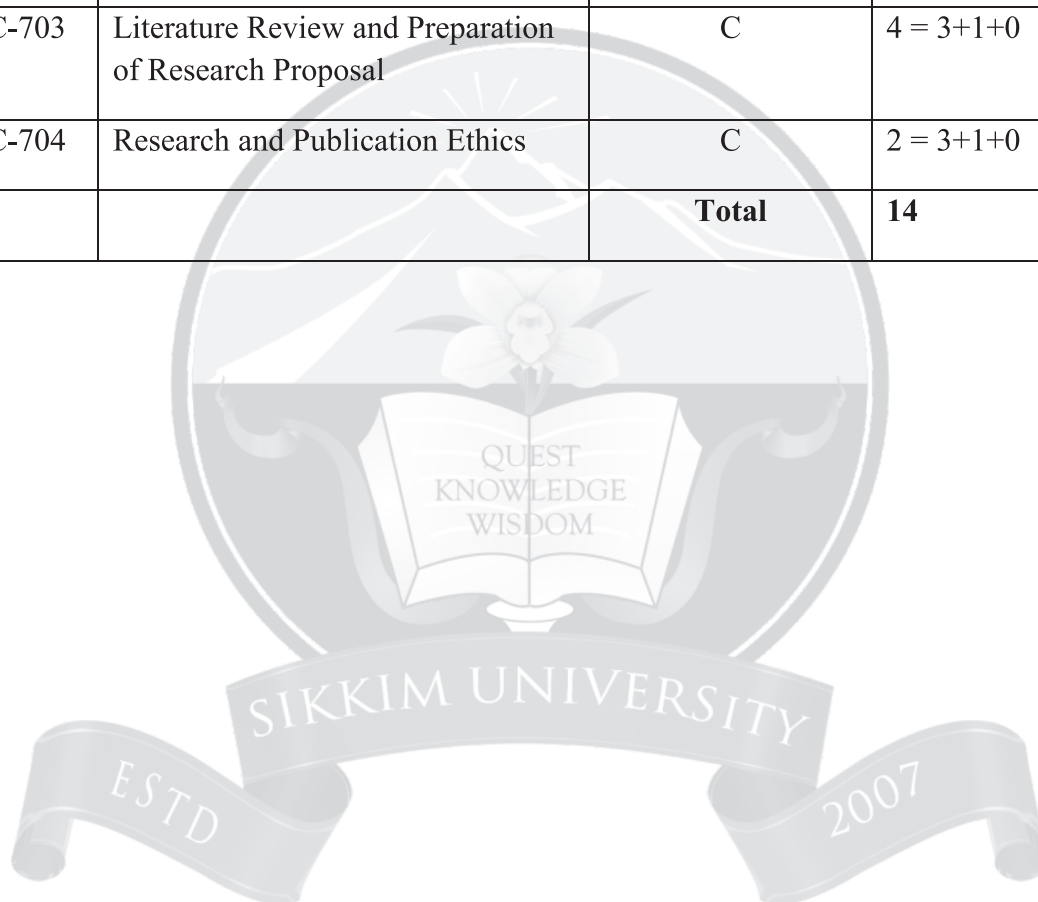 C-703 Literature Review and Preparation C 4 = 3+1+0
of Research Proposal
C-704 Research and Publication Ethics C 2 = 3+1+0
Total 14
QUEST
KNOWLEDGE
WISDOM
SIKKIM UNIVERSITY
ESTD 2007